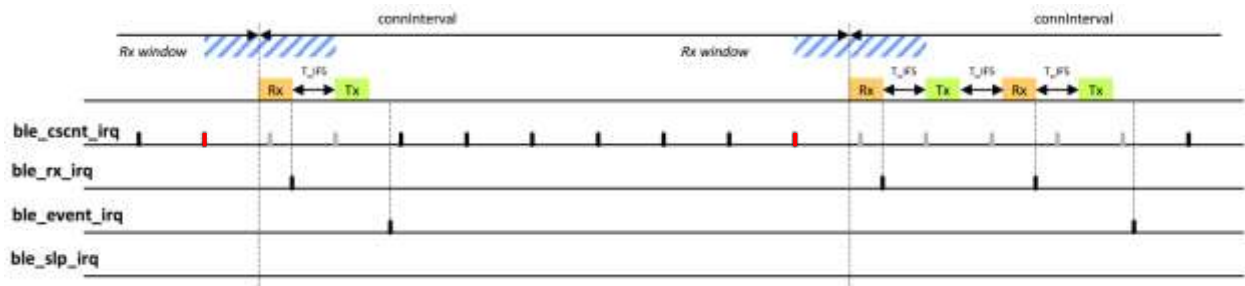 connInterval connInterval
Rx window Rx window
T_IFS T_IFS T_IFS T_IFS
Rx Tx Rx Tx Rx Tx
ble_cscnt_irq
ble_rx_irq
ble_event_irq
ble_slp_irq